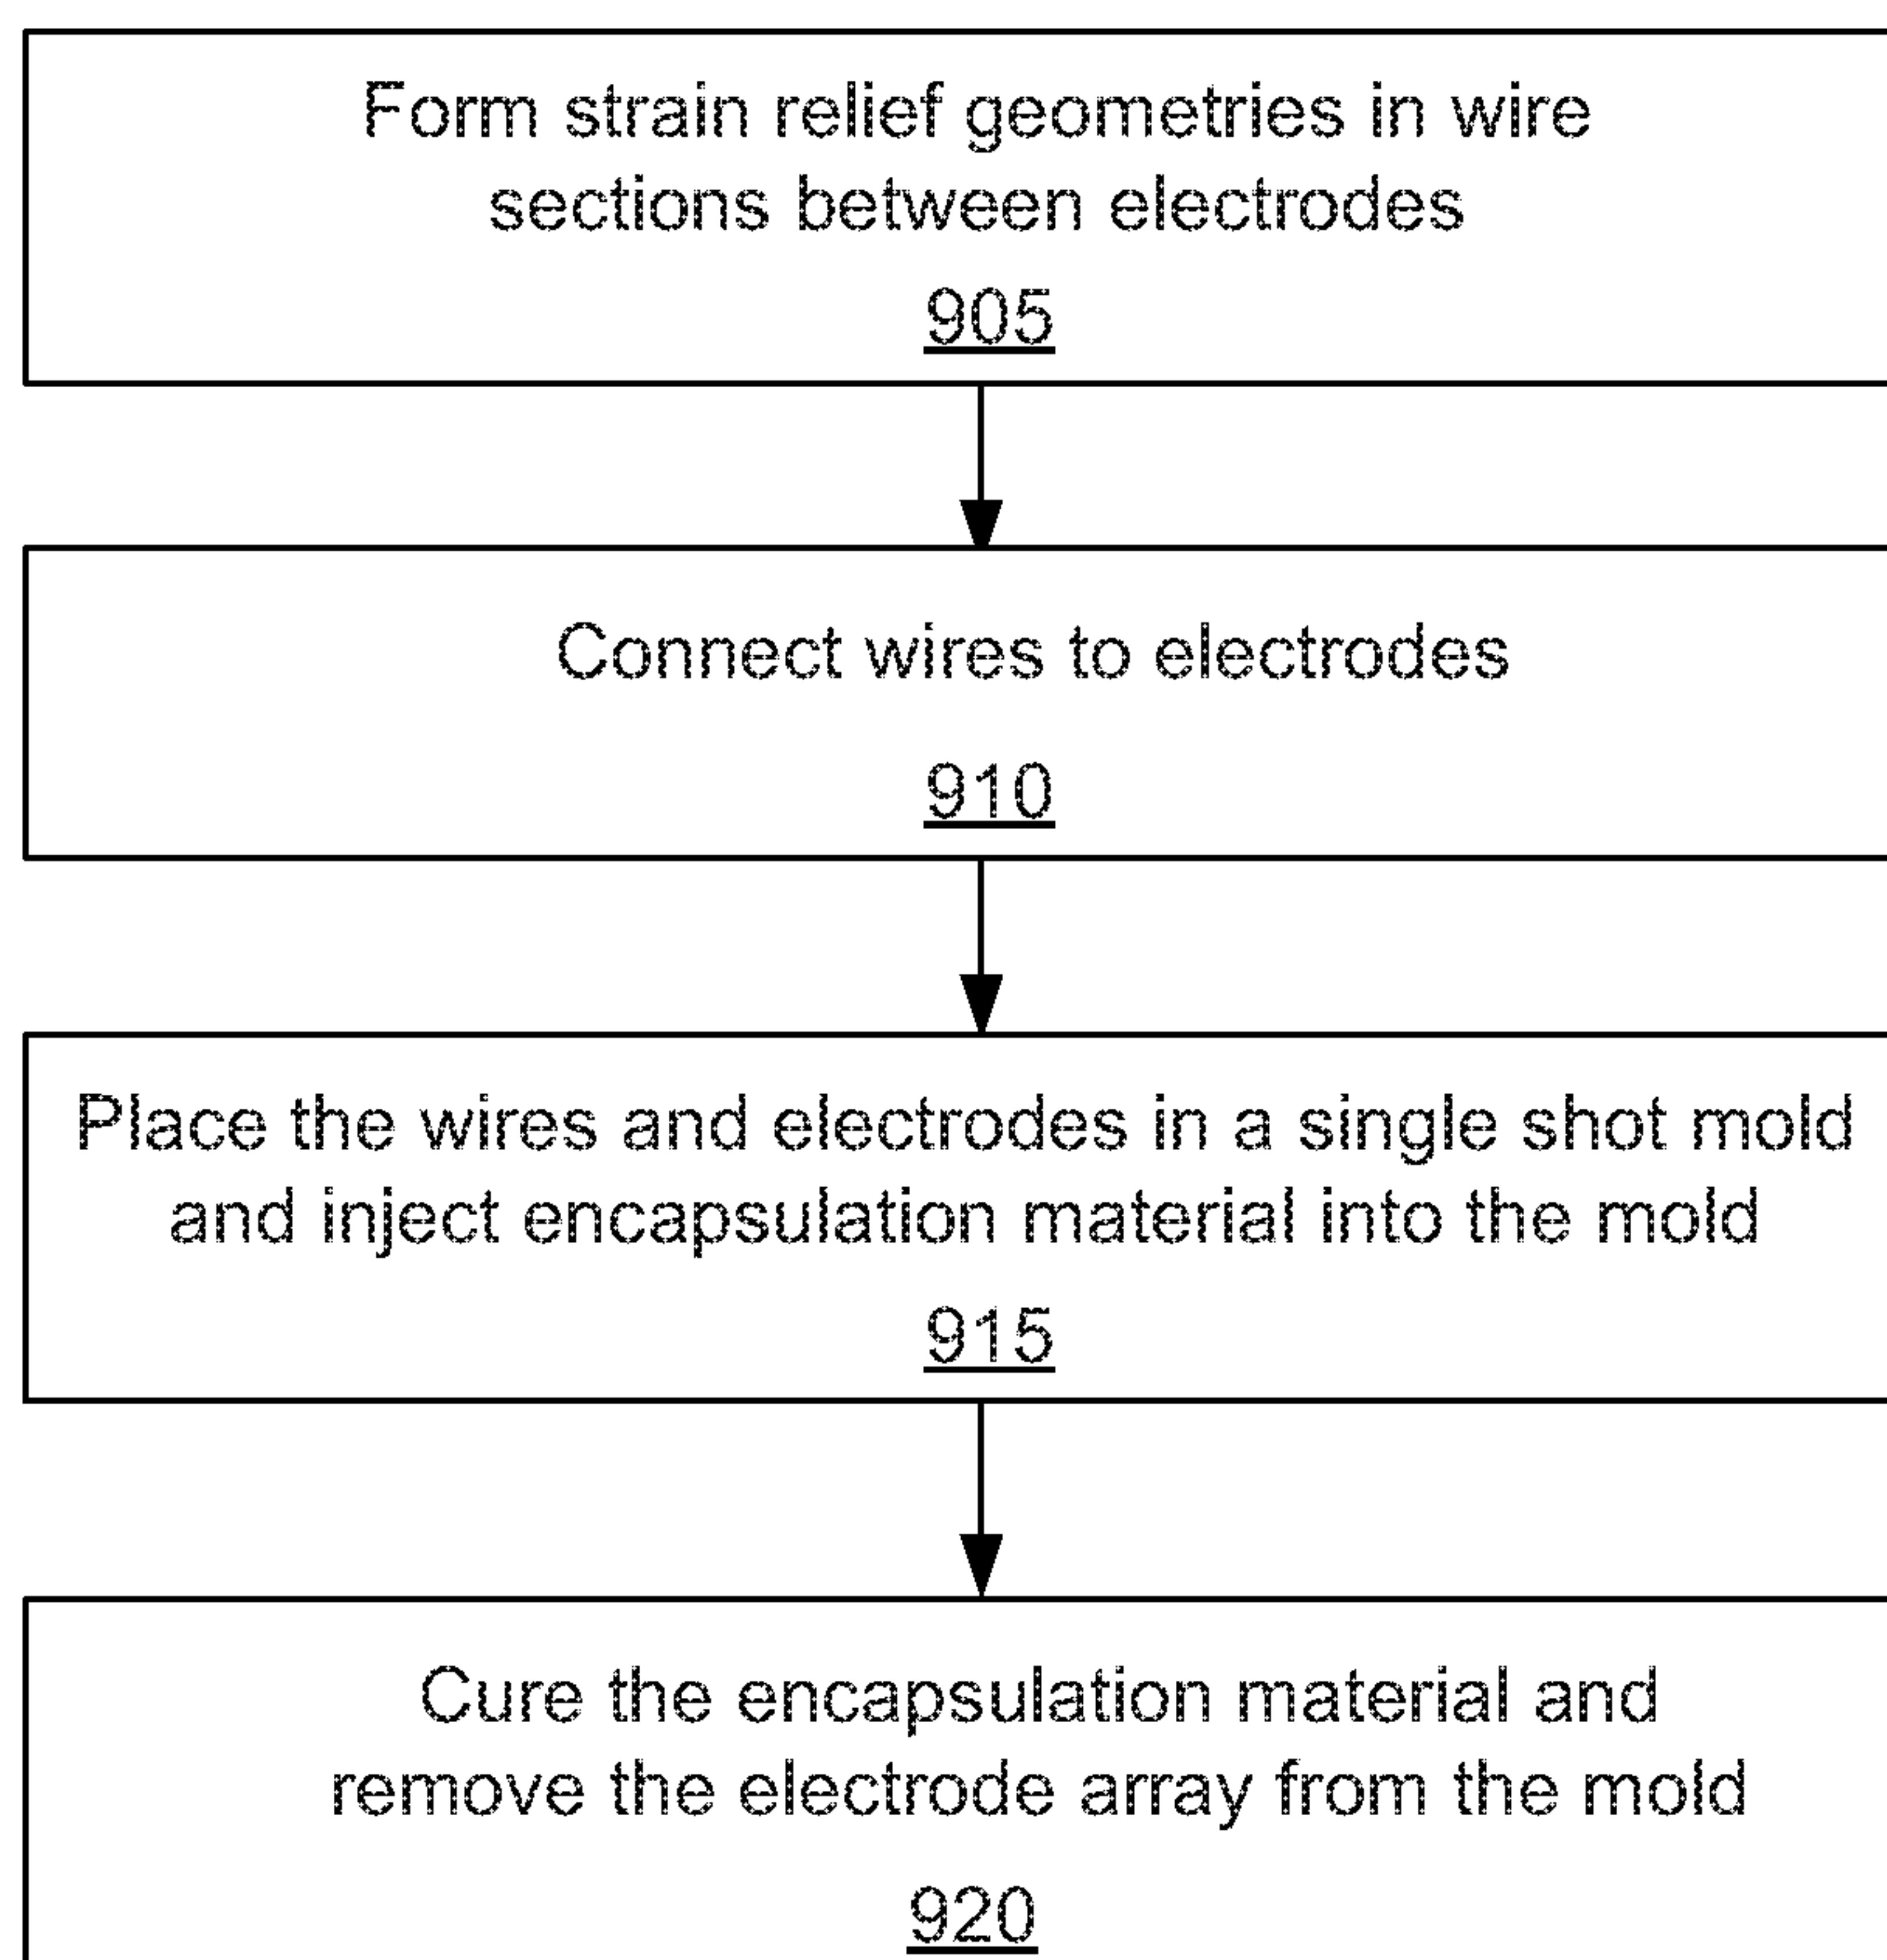 Form strain relief geometries in wire
sections between electrodes
905
Connect wires to electrodes
910
Place the wires and electrodes in a single shot mold
and inject encapsulation material into the mold
915
Cure the encapsulation material and
remove the electrode array from the mold
920